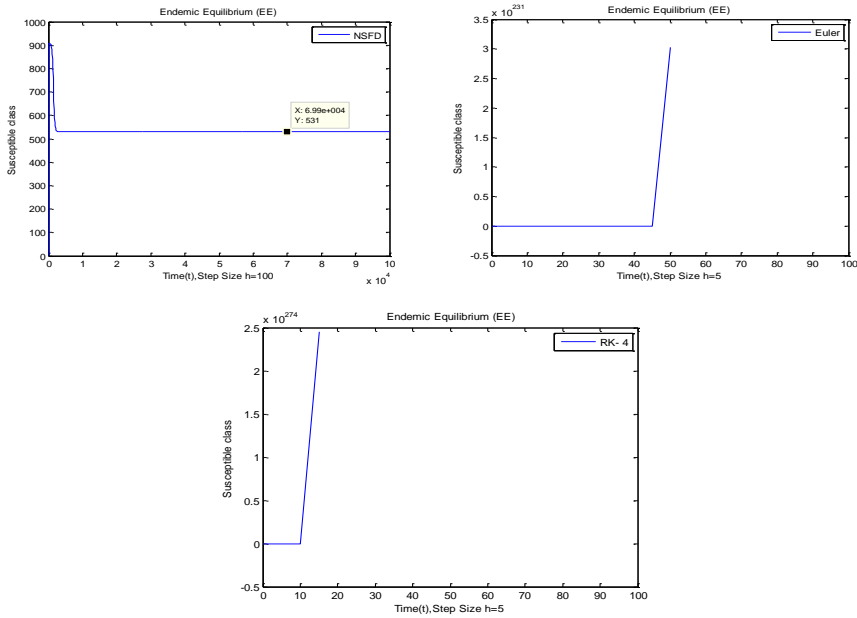 Endemic Equilibrium (EE)
NSFD
X: 6.99e+004
Y: 531
Susceptible class
1000
900
800
700
600
500
400
300
200
100
0
0 1 2 3 4 5 6 7 8 9 10
x 10^4
Time(t),Step Size h=100
Endemic Equilibrium (EE)
x 10^231
Euler
Susceptible class
3.5
3
2.5
2
1.5
1
0.5
0
-0.5
0 10 20 30 40 50 60 70 80 90 100
Time(t),Step Size h=5
Endemic Equilibrium (EE)
x 10^274
RK- 4
Susceptible class
2.5
2
1.5
1
0.5
0
-0.5
0 10 20 30 40 50 60 70 80 90 100
Time(t),Step Size h=5